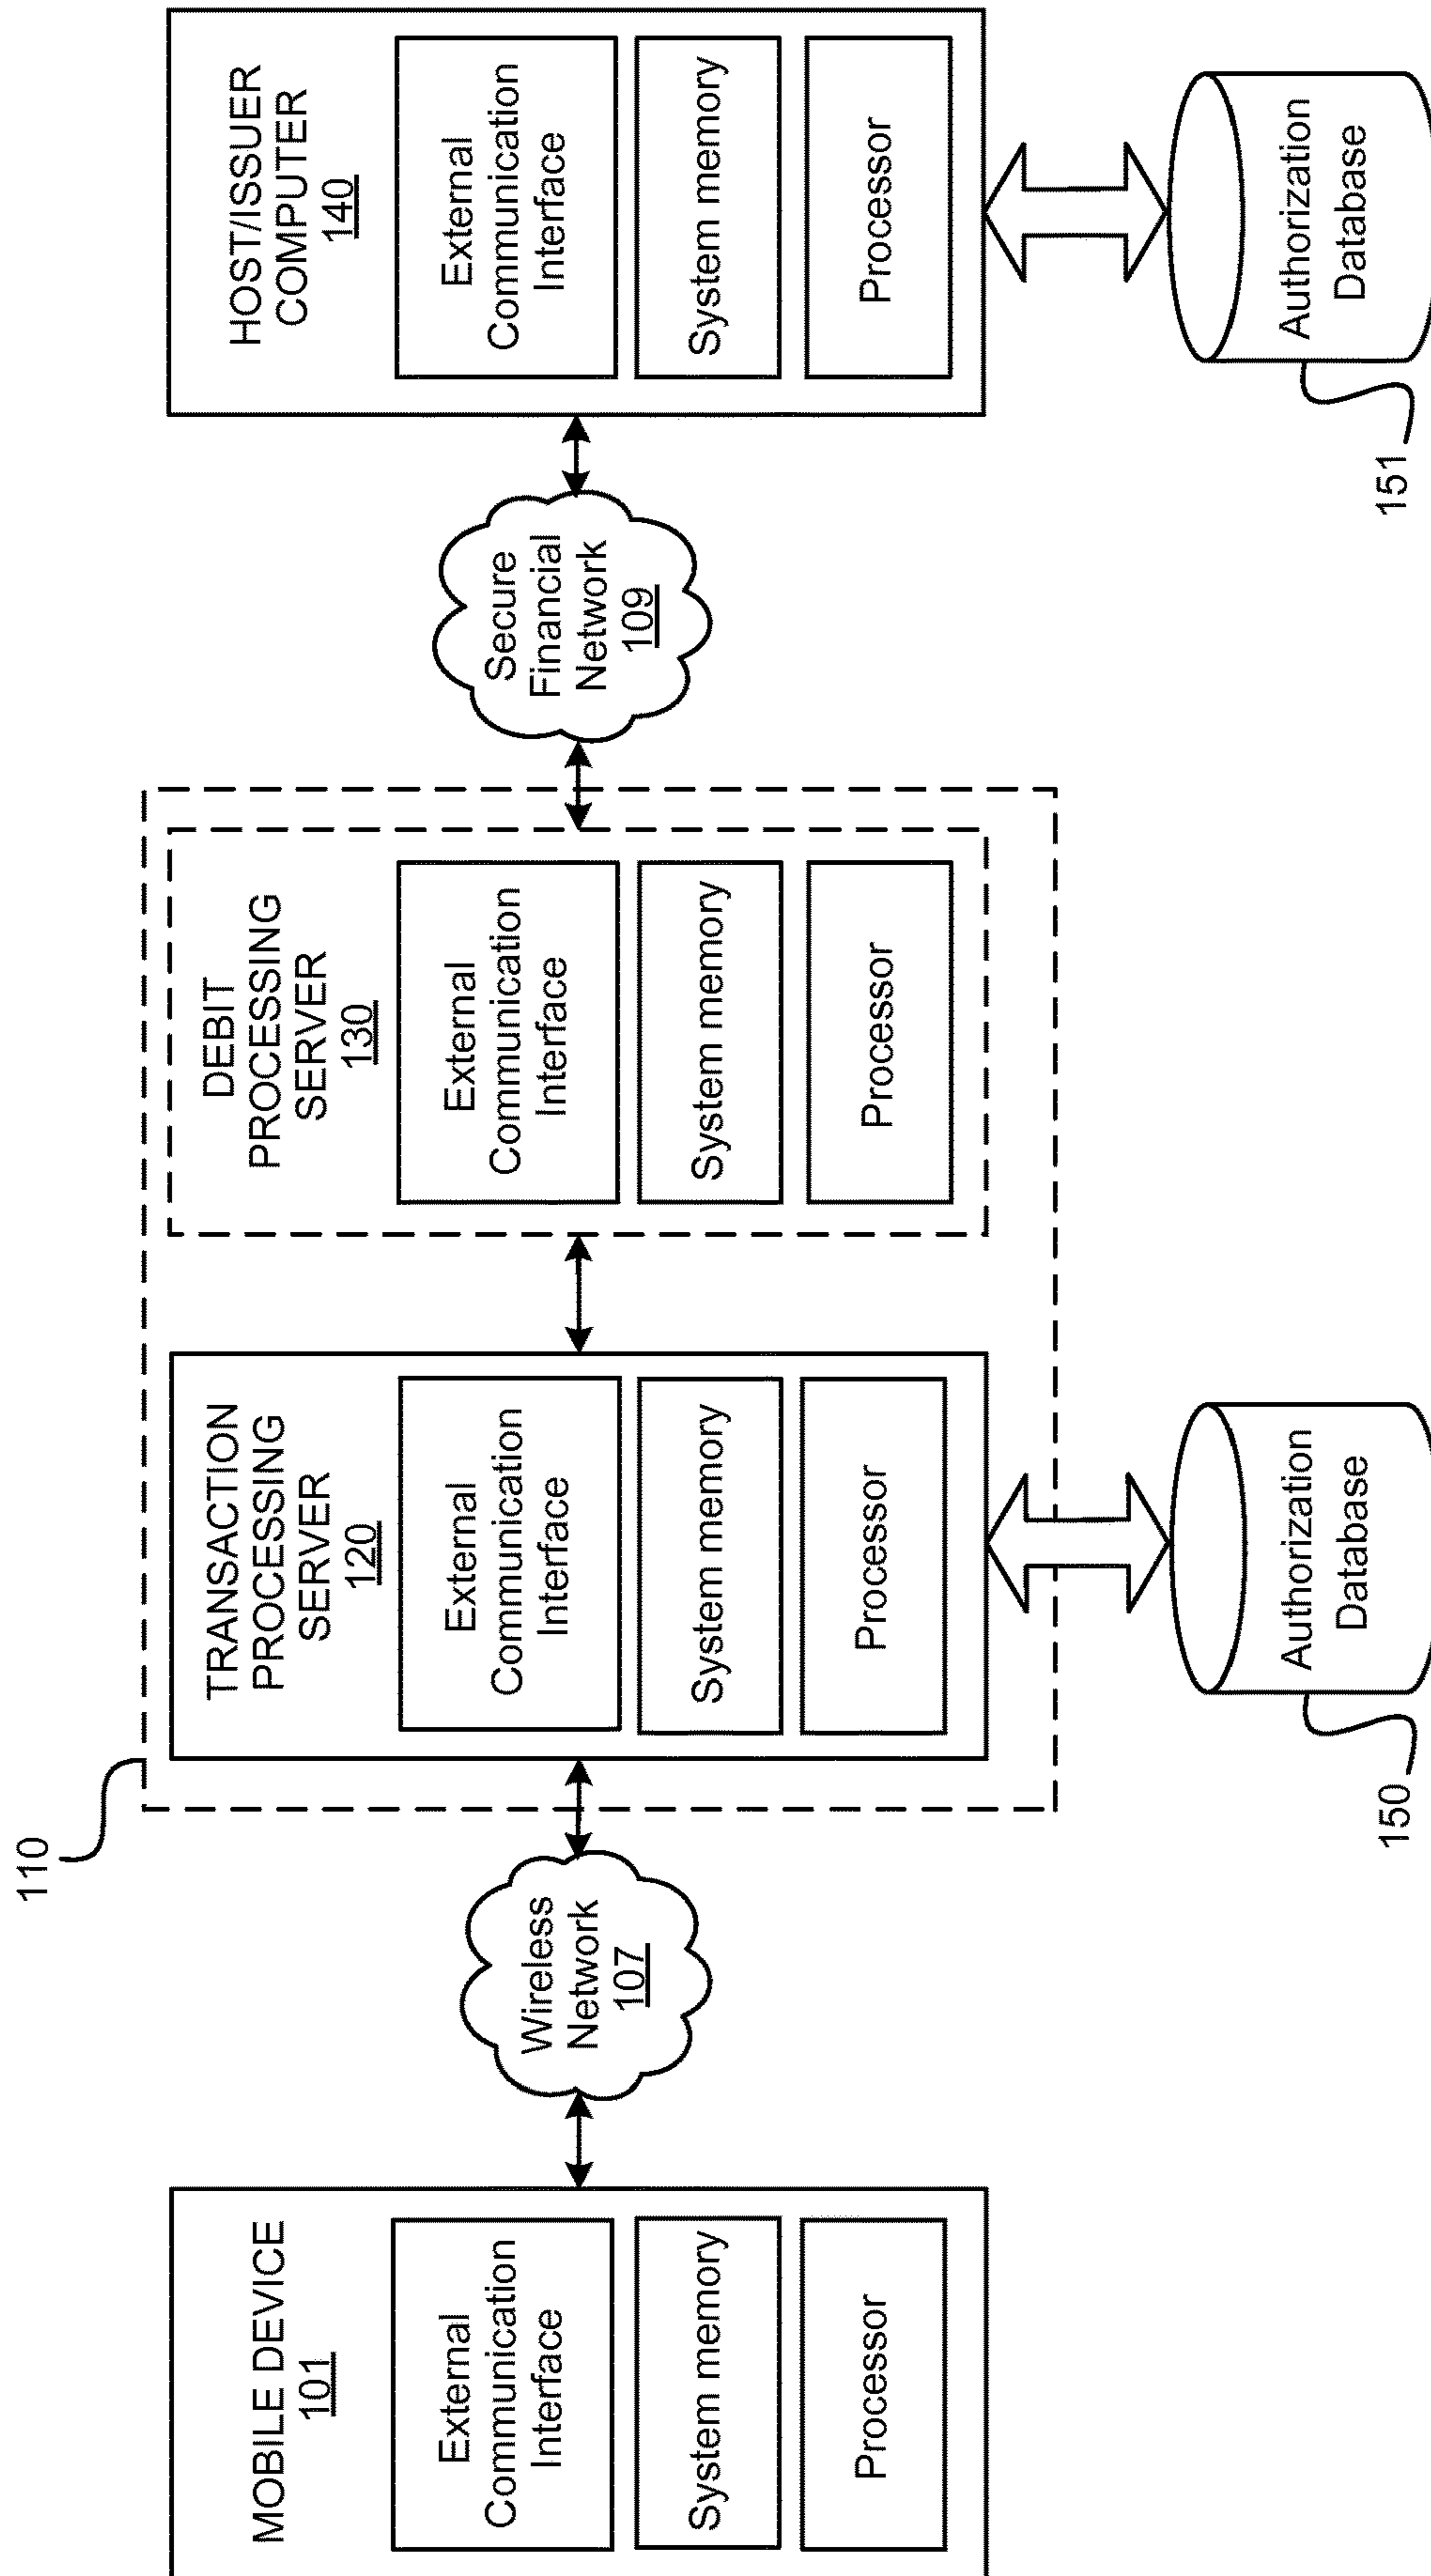 110
MOBILE DEVICE
101
External
Communication
Interface
System memory
Processor
Wireless
Network
107
TRANSACTION
PROCESSING
SERVER
120
External
Communication
Interface
System memory
Processor
DEBIT
PROCESSING
SERVER
130
External
Communication
Interface
System memory
Processor
Secure
Financial
Network
109
HOST/ISSUER
COMPUTER
140
External
Communication
Interface
System memory
Processor
150
Authorization
Database
151
Authorization
Database